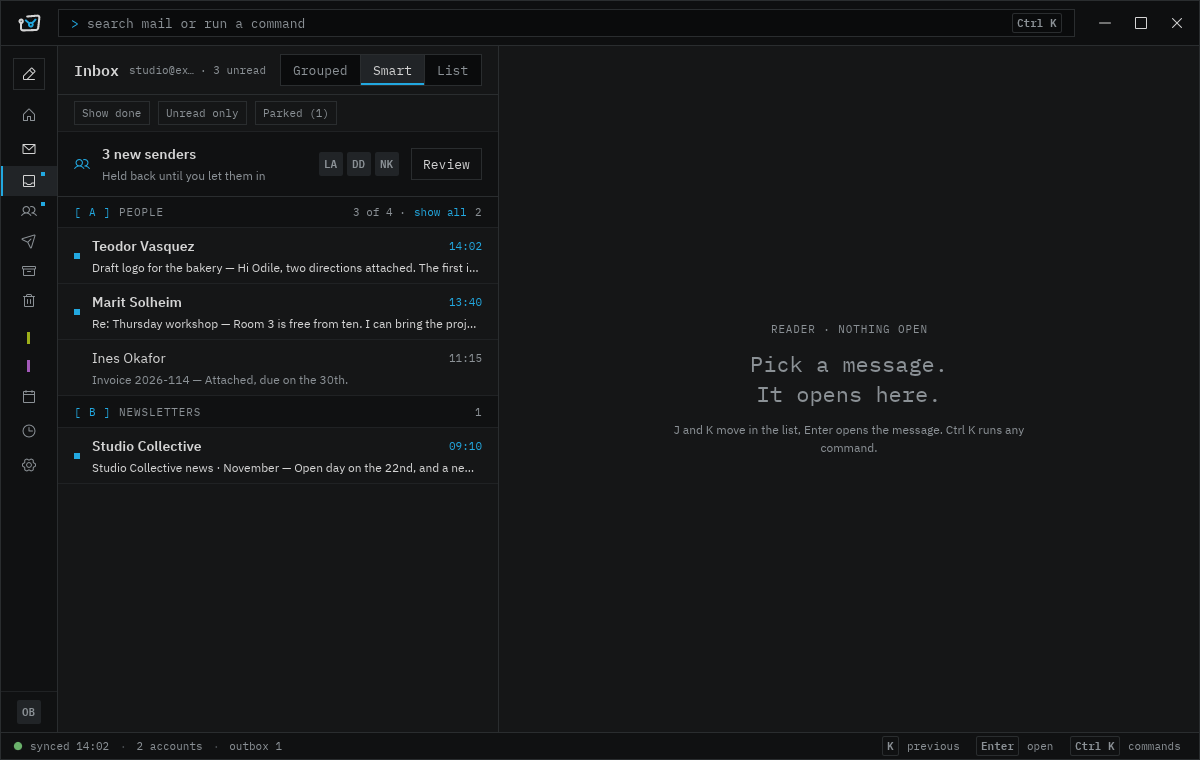 > search mail or run a command Ctrl K
Inbox studio@ex… · 3 unread Grouped Smart List
Show done Unread only Parked (1)
3 new senders
Held back until you let them in
LA DD NK Review
[ A ] PEOPLE 3 of 4 · show all 2
Teodor Vasquez 14:02
Draft logo for the bakery — Hi Odile, two directions attached. The first i…
Marit Solheim 13:40
Re: Thursday workshop — Room 3 is free from ten. I can bring the proj…
Ines Okafor 11:15
Invoice 2026-114 — Attached, due on the 30th.
[ B ] NEWSLETTERS 1
Studio Collective 09:10
Studio Collective news · November — Open day on the 22nd, and a ne…
READER · NOTHING OPEN
Pick a message.
It opens here.
J and K move in the list, Enter opens the message. Ctrl K runs any
command.
OB
synced 14:02 · 2 accounts · outbox 1 K previous Enter open Ctrl K commands